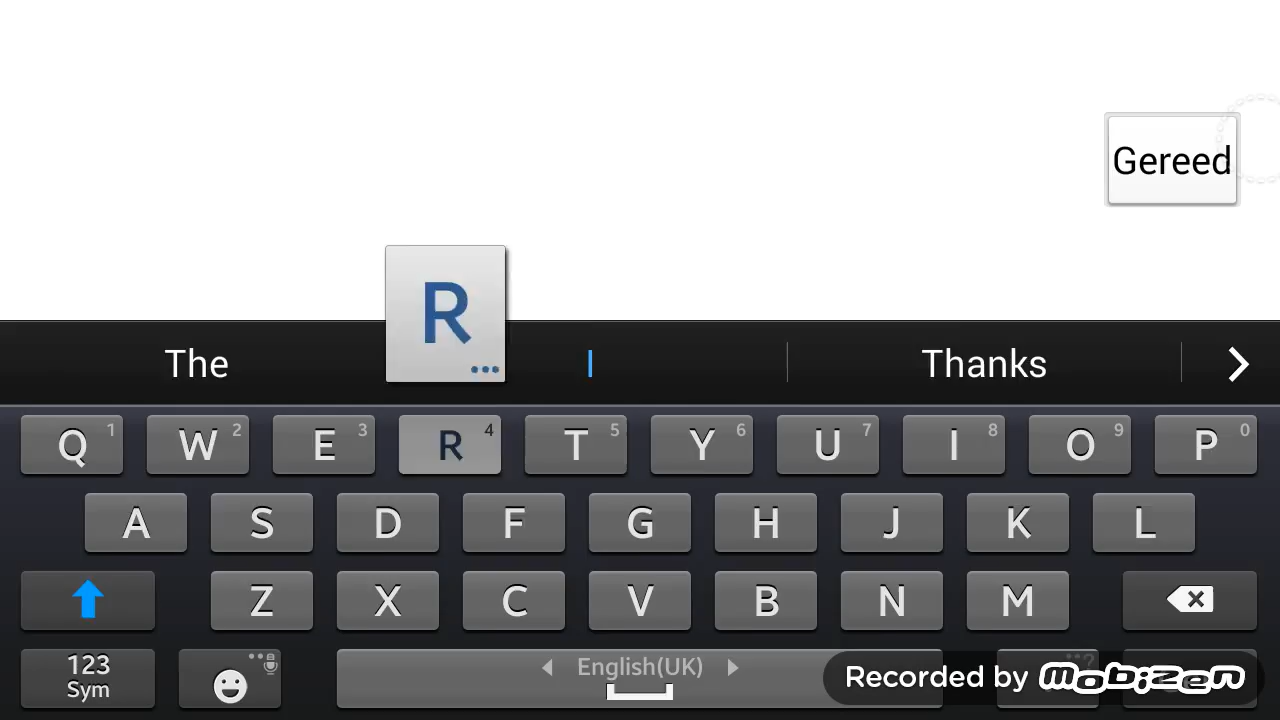 Gereed
R
The I Thanks
Q 1 W 2 E 3 R 4 T 5 Y 6 U 7 I 8 O 9 P 0
A S D F G H J K L
Z X C V B N M
123 Sym English(UK) ?
Recorded by mobizen